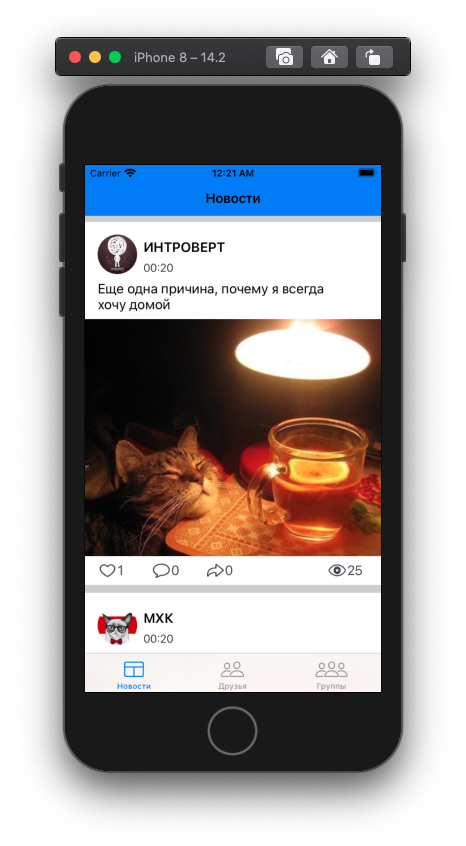 iPhone 8 – 14.2
Carrier 12:21 AM
Новости
ИНТРОВЕРТ
00:20
Еще одна причина, почему я всегда
хочу домой
1 0 0 25
МХК
00:20
Новости Друзья Группы